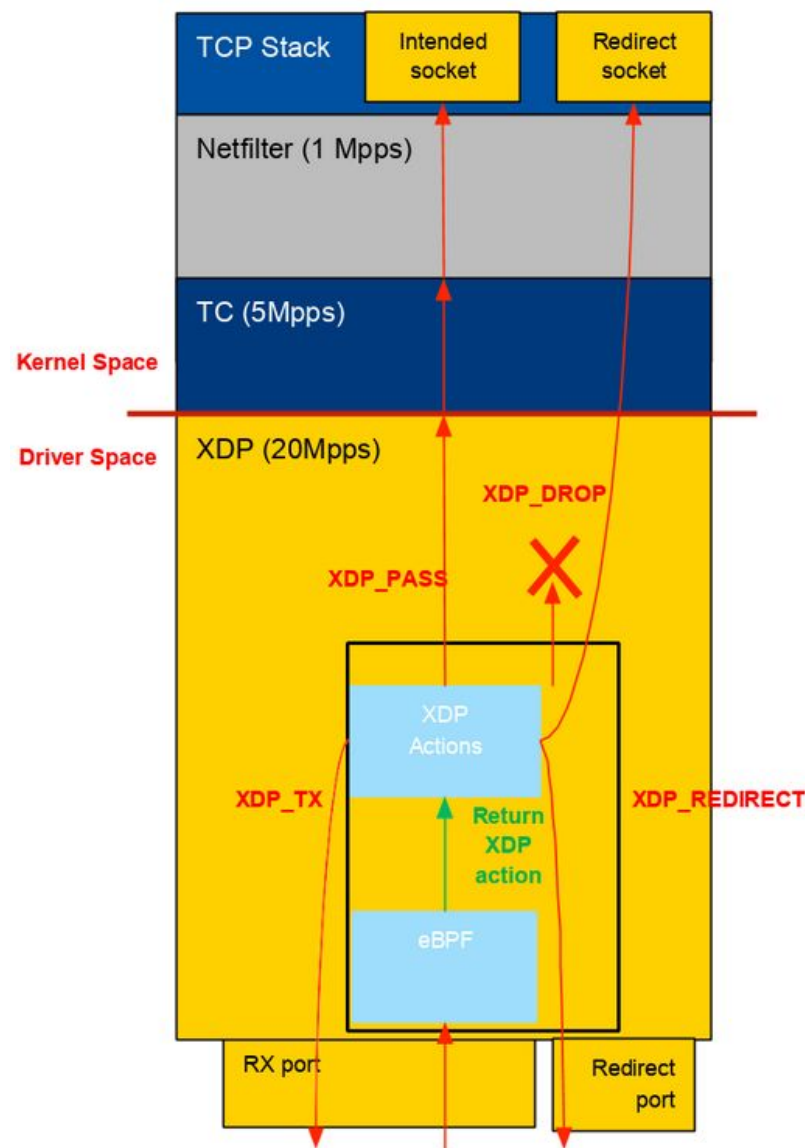 TCP Stack
Intended
socket
Redirect
socket
Netfilter (1 Mpps)
TC (5Mpps)
Kernel Space
Driver Space
XDP (20Mpps)
XDP_DROP
XDP_PASS
XDP
Actions
XDP_TX
XDP_REDIRECT
Return
XDP
action
eBPF
RX port
Redirect
port